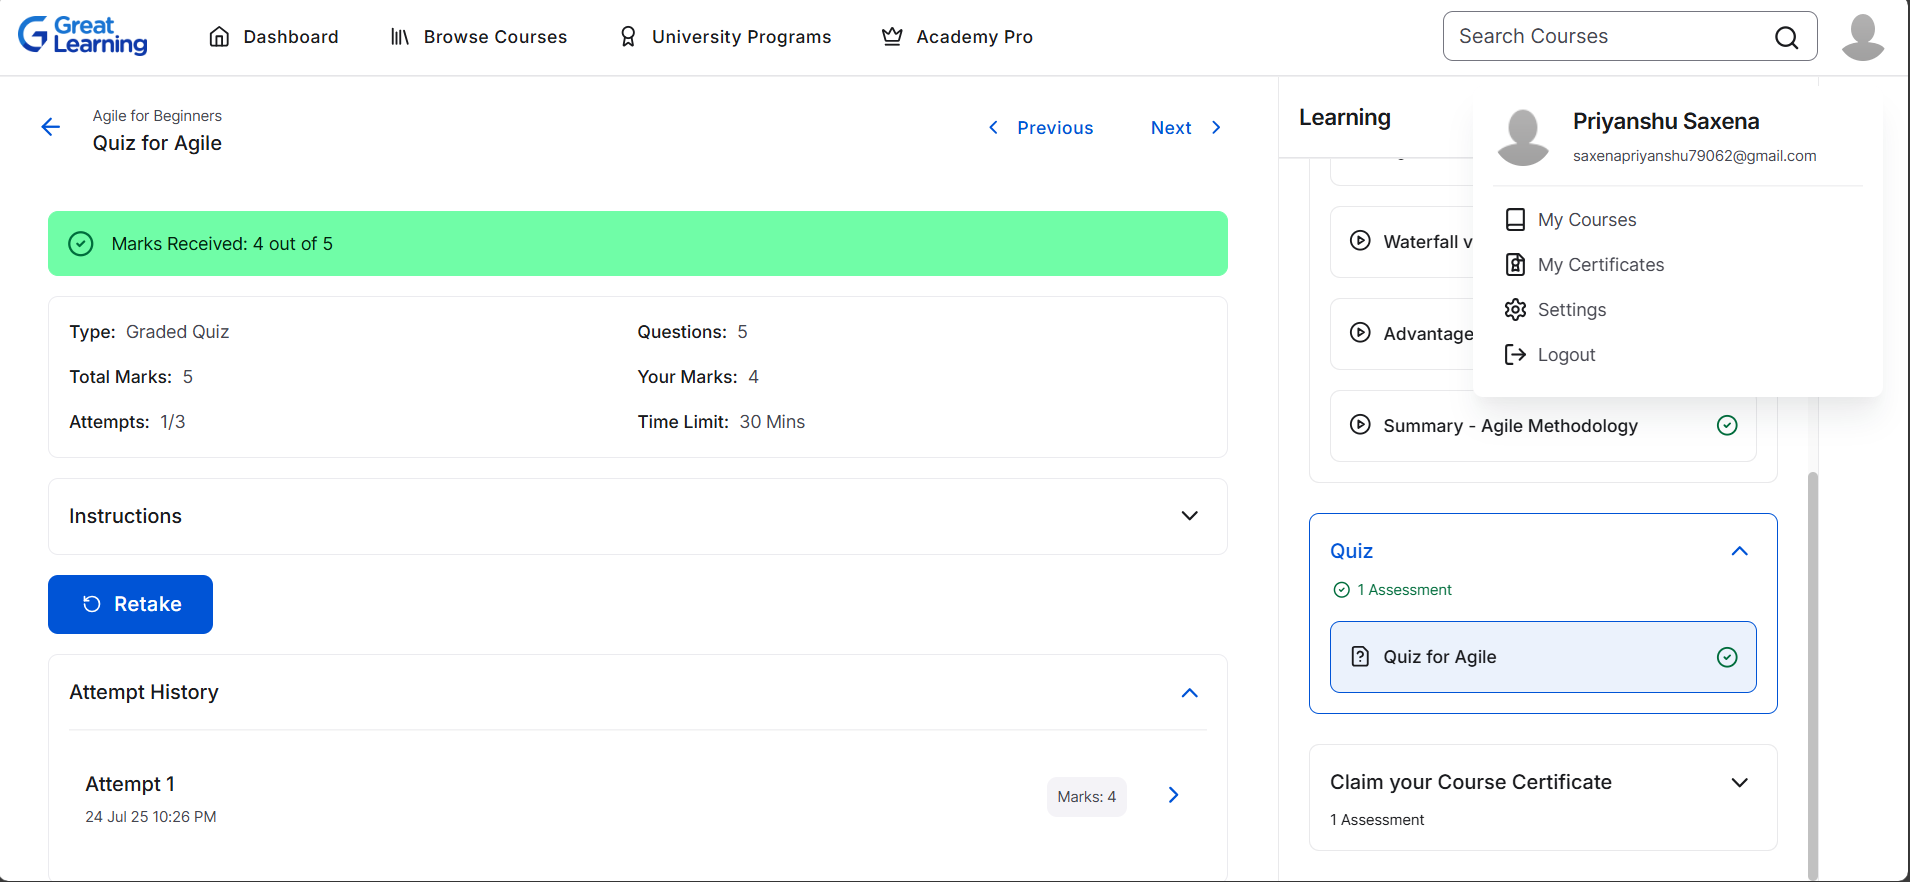 Great Learning
Dashboard
Browse Courses
University Programs
Academy Pro
Search Courses
Agile for Beginners
Quiz for Agile
Previous
Next
Marks Received: 4 out of 5
Type: Graded Quiz
Questions: 5
Total Marks: 5
Your Marks: 4
Attempts: 1/3
Time Limit: 30 Mins
Instructions
Retake
Attempt History
Attempt 1
24 Jul 25 10:26 PM
Marks: 4
Learning
Priyanshu Saxena
saxenapriyanshu79062@gmail.com
My Courses
My Certificates
Settings
Logout
Waterfall v
Advantage
Summary - Agile Methodology
Quiz
1 Assessment
Quiz for Agile
Claim your Course Certificate
1 Assessment